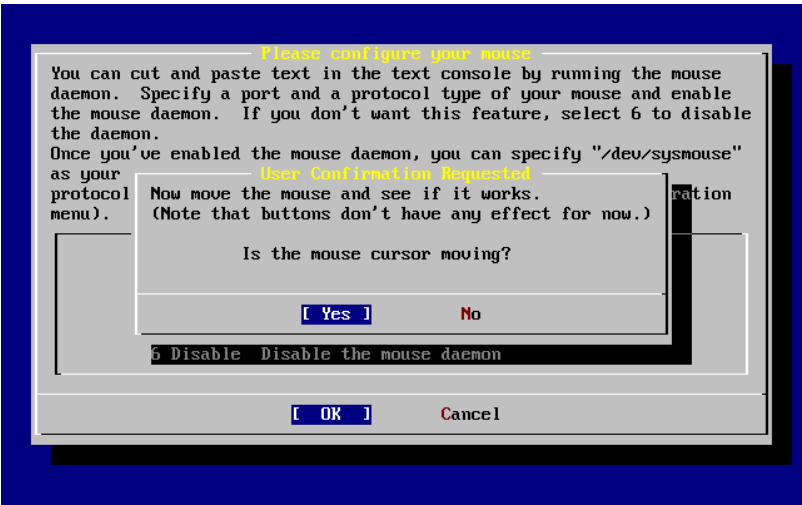 Please configure your mouse
You can cut and paste text in the text console by running the mouse
daemon.  Specify a port and a protocol type of your mouse and enable
the mouse daemon.  If you don't want this feature, select 6 to disable
the daemon.
Once you've enabled the mouse daemon, you can specify "/dev/sysmouse"
as your
protocol ration
menu).
User Confirmation Requested
Now move the mouse and see if it works.
(Note that buttons don't have any effect for now.)
Is the mouse cursor moving?
[ Yes ] No
6 Disable  Disable the mouse daemon
[ OK ] Cancel